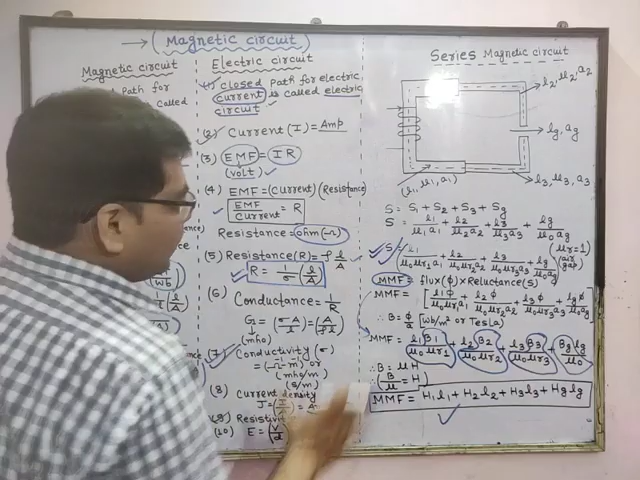 → (Magnetic circuit)
Magnetic circuit
Path for
called
Electric circuit
(1) closed path for electric
current is called electric
circuit
(2) Current (I) = Amp
(3) EMF = IR
(volt)
(4) EMF = (Current) (Resistance)
EMF/Current = R
Resistance = ohm (Ω)
(5) Resistance (R) = ρ l/A
R = 1/σ (l/A)
(6) Conductance = 1/R
G = (σA/l) = (A/ρl)
(mho)
(7) Conductivity (σ)
= (Ω⁻¹ m⁻¹) or
(mho/m)
(S/m)
(8) Current density
(10) E = (V/d)
Series Magnetic circuit
l₂, μ₂, a₂
lg, ag
(l₁, μ₁, a₁)
l₃, μ₃, a₃
S = S₁ + S₂ + S₃ + Sg
S = l₁/μ₁a₁ + l₂/μ₂a₂ + l₃/μ₃a₃ + lg/μ₀ag
S = l₁/μ₀μr₁a₁ + l₂/μ₀μr₂a₂ + l₃/μ₀μr₃a₃ + lg/μ₀ag (μr=1) (air gap)
MMF = flux (ϕ) × Reluctance (s)
MMF = [l₁ϕ/μ₀μr₁a₁ + l₂ϕ/μ₀μr₂a₂ + l₃ϕ/μ₀μr₃a₃ + lgϕ/μ₀ag]
∴ B = ϕ/a [wb/m² or Tesla]
MMF = l₁B₁/μ₀μr₁ + l₂B₂/μ₀μr₂ + l₃B₃/μ₀μr₃ + Bglg/μ₀
∴ B = μH
∴ (B/μ = H)
MMF = H₁l₁ + H₂l₂ + H₃l₃ + Hglg